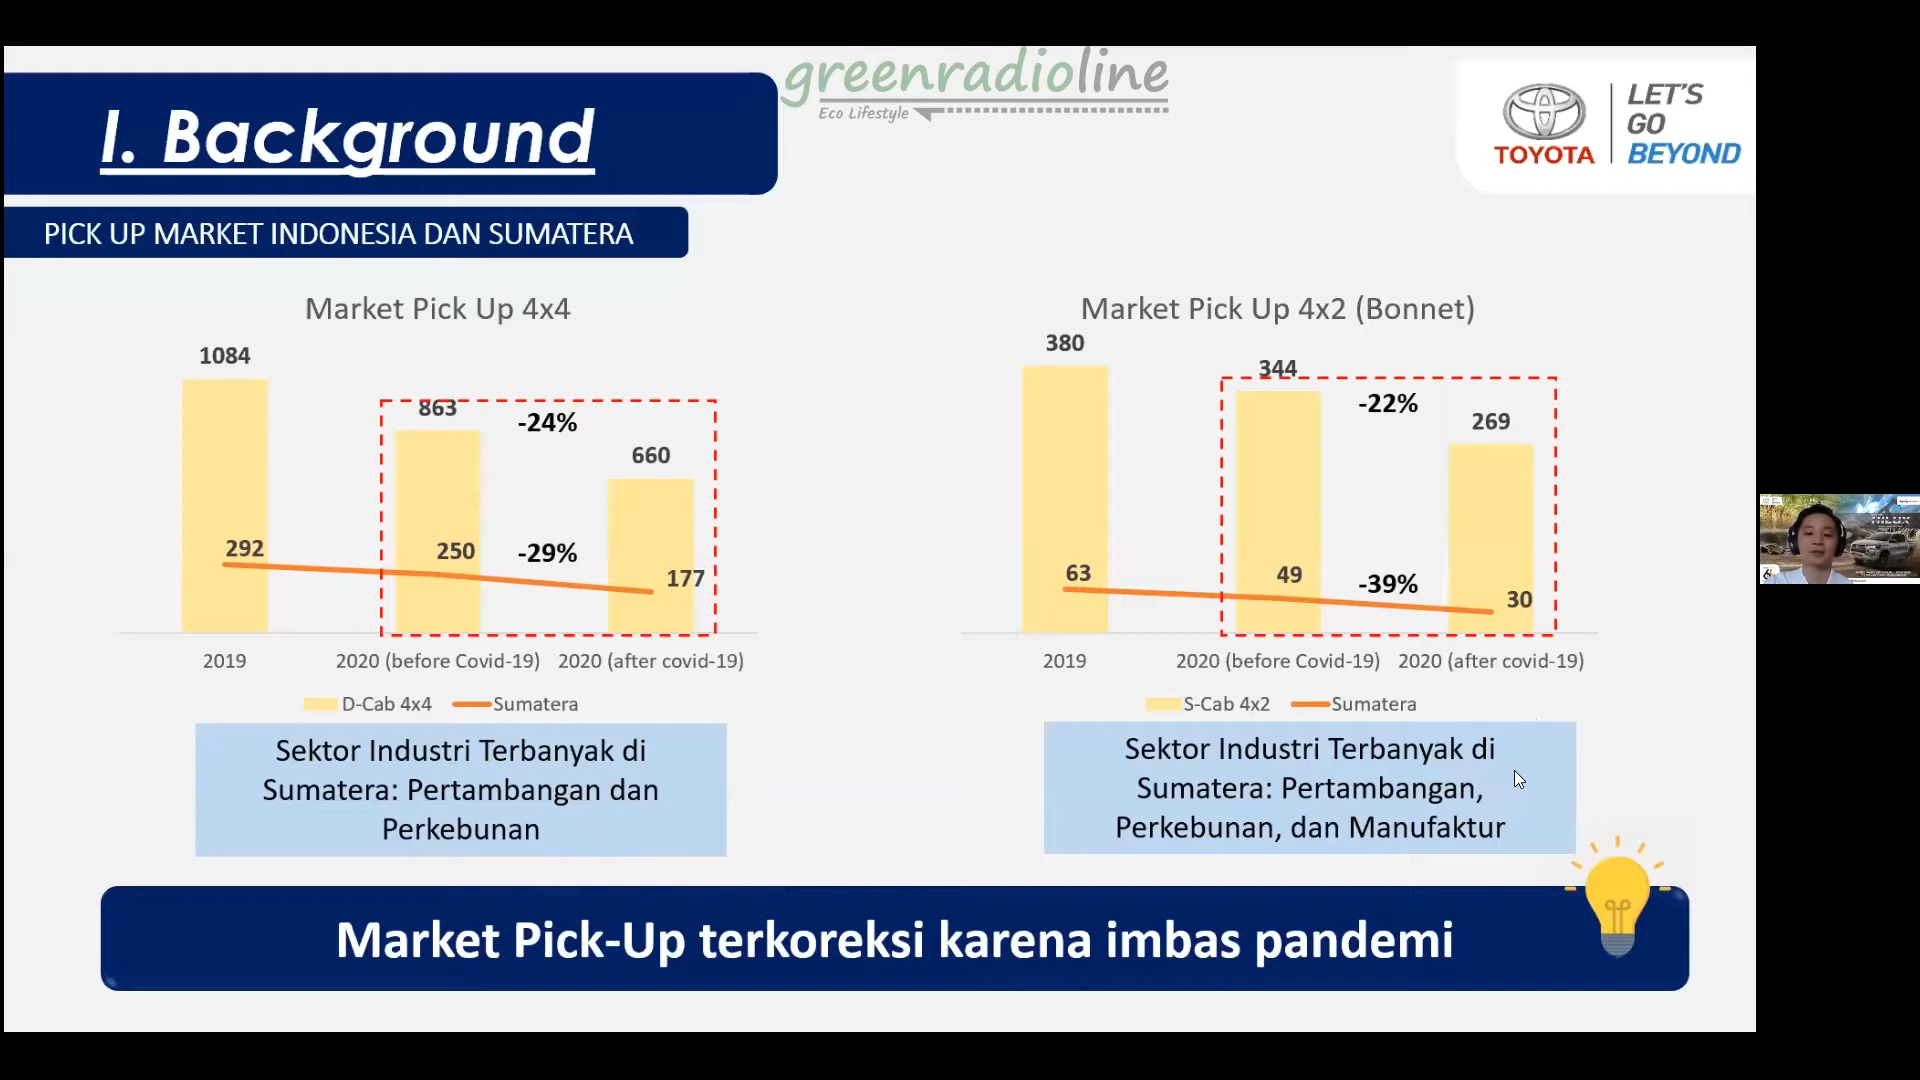 greenradioline
Eco Lifestyle
I. Background
TOYOTA
LET'S
GO
BEYOND
PICK UP MARKET INDONESIA DAN SUMATERA
Market Pick Up 4x4
1084
863
-24%
660
292
250
-29%
177
2019
2020 (before Covid-19)
2020 (after covid-19)
D-Cab 4x4
Sumatera
Sektor Industri Terbanyak di
Sumatera: Pertambangan dan
Perkebunan
Market Pick Up 4x2 (Bonnet)
380
344
-22%
269
63
49
-39%
30
2019
2020 (before Covid-19)
2020 (after covid-19)
S-Cab 4x2
Sumatera
Sektor Industri Terbanyak di
Sumatera: Pertambangan,
Perkebunan, dan Manufaktur
HILUX
Market Pick-Up terkoreksi karena imbas pandemi